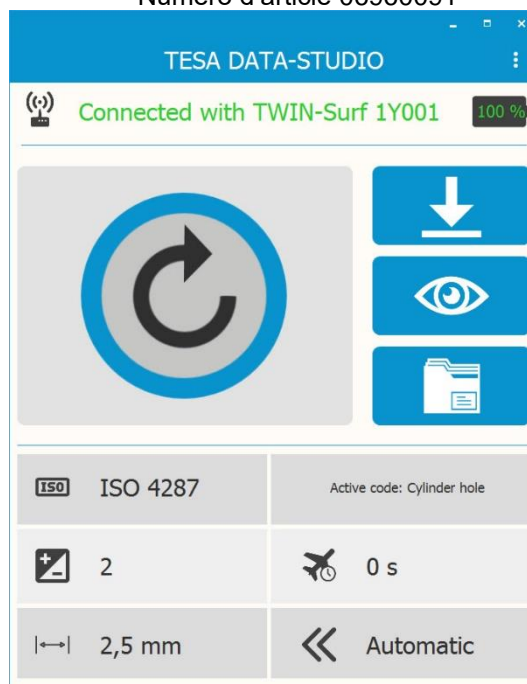 TESA DATA-STUDIO
Connected with TWIN-Surf 1Y001 100 %
ISO ISO 4287 Active code: Cylinder hole
2 0 s
2,5 mm Automatic